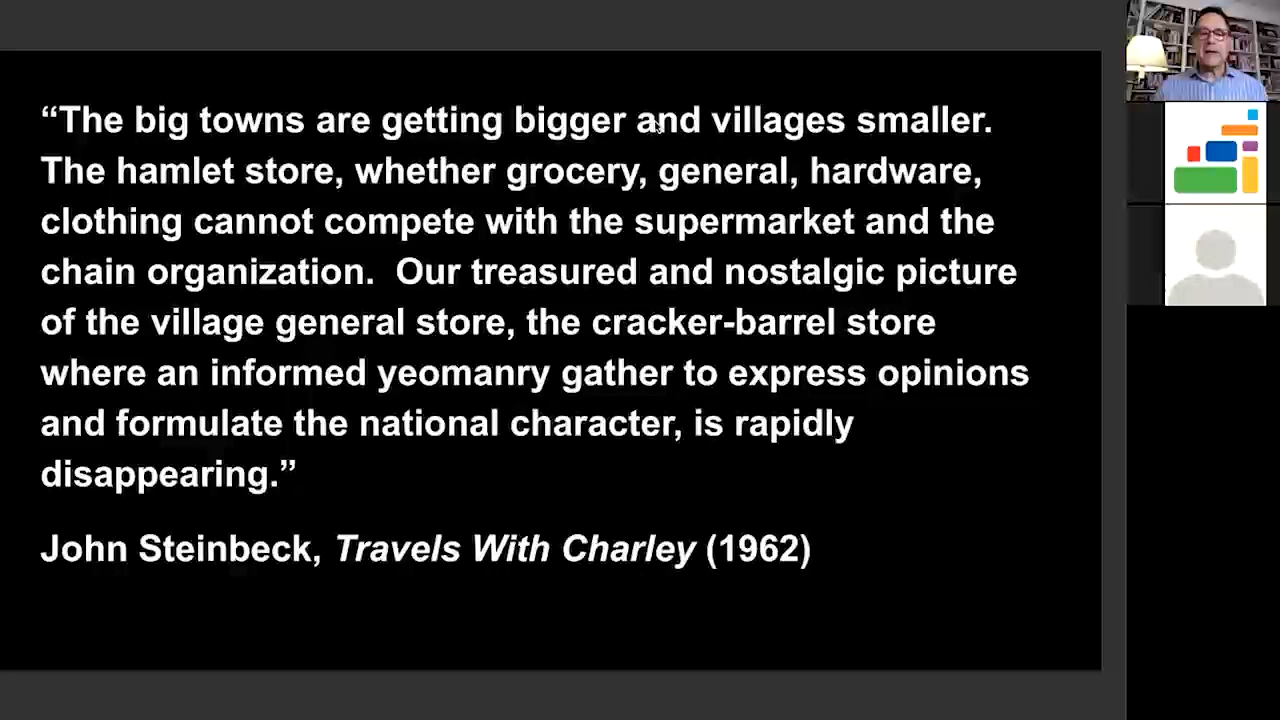 “The big towns are getting bigger and villages smaller.
The hamlet store, whether grocery, general, hardware,
clothing cannot compete with the supermarket and the
chain organization.  Our treasured and nostalgic picture
of the village general store, the cracker-barrel store
where an informed yeomanry gather to express opinions
and formulate the national character, is rapidly
disappearing.”
John Steinbeck, Travels With Charley (1962)